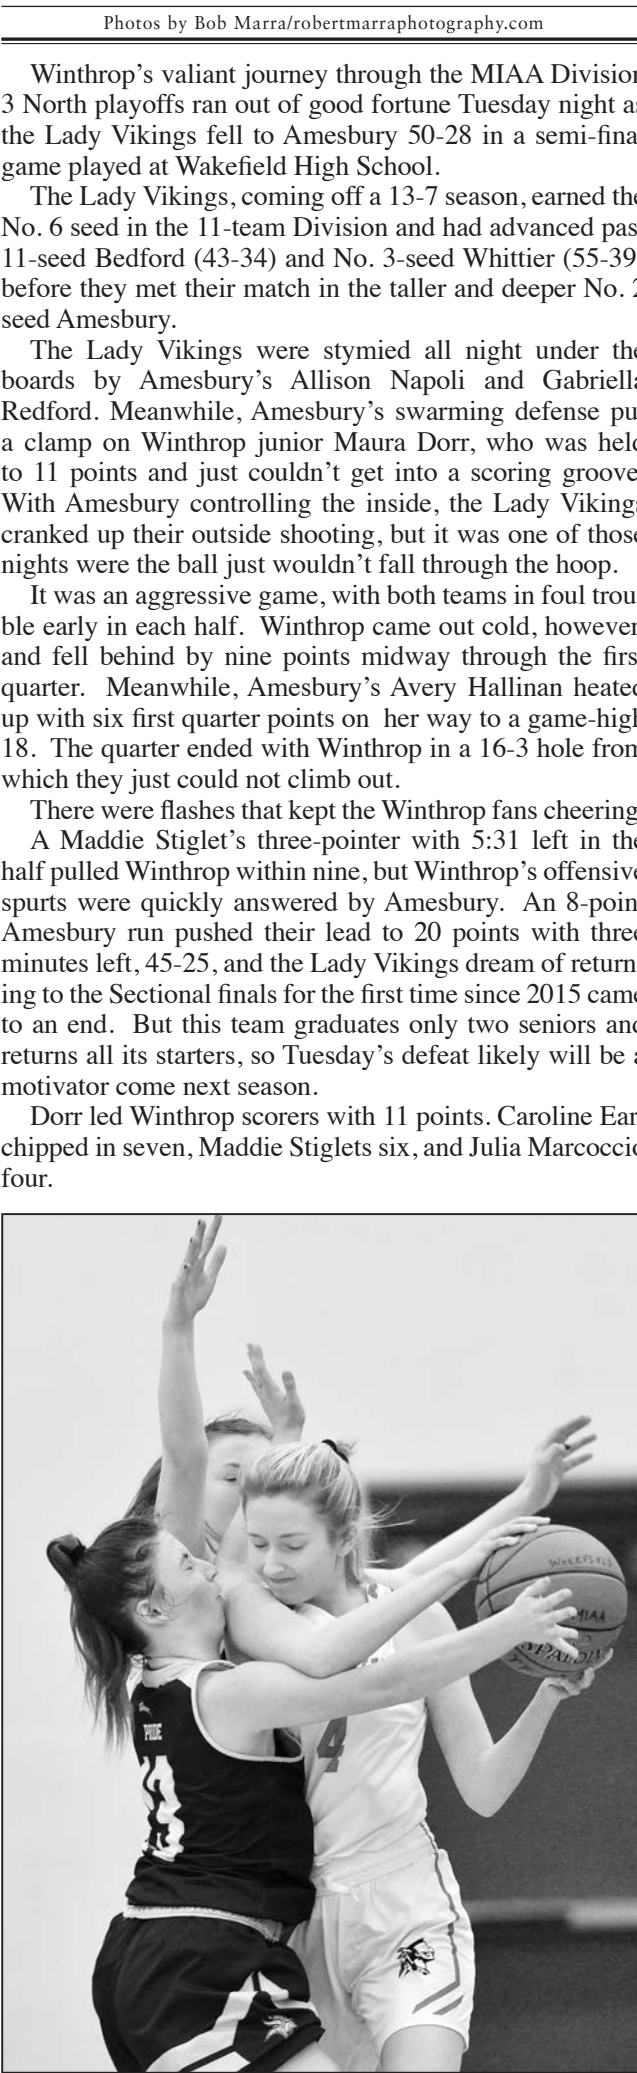 Photos by Bob Marra/robertmarraphotography.com
Winthrop's valiant journey through the MIAA Division
3 North playoffs ran out of good fortune Tuesday night as
the Lady Vikings fell to Amesbury 50-28 in a semi-fina
game played at Wakefield High School.
The Lady Vikings, coming off a 13-7 season, earned the
No. 6 seed in the 11-team Division and had advanced pas
11-seed Bedford (43-34) and No. 3-seed Whittier (55-39
before they met their match in the taller and deeper No. 2
seed Amesbury.
The Lady Vikings were stymied all night under the
boards by Amesbury's Allison Napoli and Gabriella
Redford. Meanwhile, Amesbury's swarming defense pu
a clamp on Winthrop junior Maura Dorr, who was held
to 11 points and just couldn't get into a scoring groove
With Amesbury controlling the inside, the Lady Vikings
cranked up their outside shooting, but it was one of those
nights were the ball just wouldn't fall through the hoop.
It was an aggressive game, with both teams in foul trou
ble early in each half. Winthrop came out cold, however
and fell behind by nine points midway through the firs
quarter. Meanwhile, Amesbury's Avery Hallinan heated
up with six first quarter points on her way to a game-high
18. The quarter ended with Winthrop in a 16-3 hole from
which they just could not climb out.
There were flashes that kept the Winthrop fans cheering
A Maddie Stiglet's three-pointer with 5:31 left in the
half pulled Winthrop within nine, but Winthrop's offensive
spurts were quickly answered by Amesbury. An 8-poin
Amesbury run pushed their lead to 20 points with three
minutes left, 45-25, and the Lady Vikings dream of return
ing to the Sectional finals for the first time since 2015 came
to an end. But this team graduates only two seniors and
returns all its starters, so Tuesday's defeat likely will be a
motivator come next season.
Dorr led Winthrop scorers with 11 points. Caroline Ear
chipped in seven, Maddie Stiglets six, and Julia Marcoccio
four.
WAKEFIELD
MIAA
SPALDING
PRIDE
4